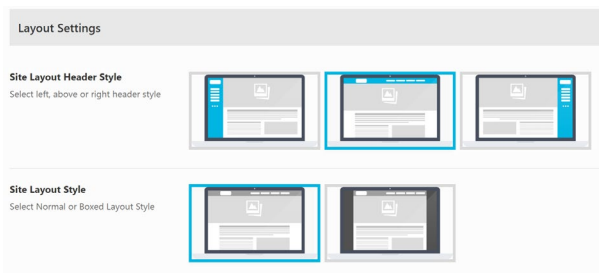 Layout Settings
Site Layout Header Style
Select left, above or right header style
Site Layout Style
Select Normal or Boxed Layout Style